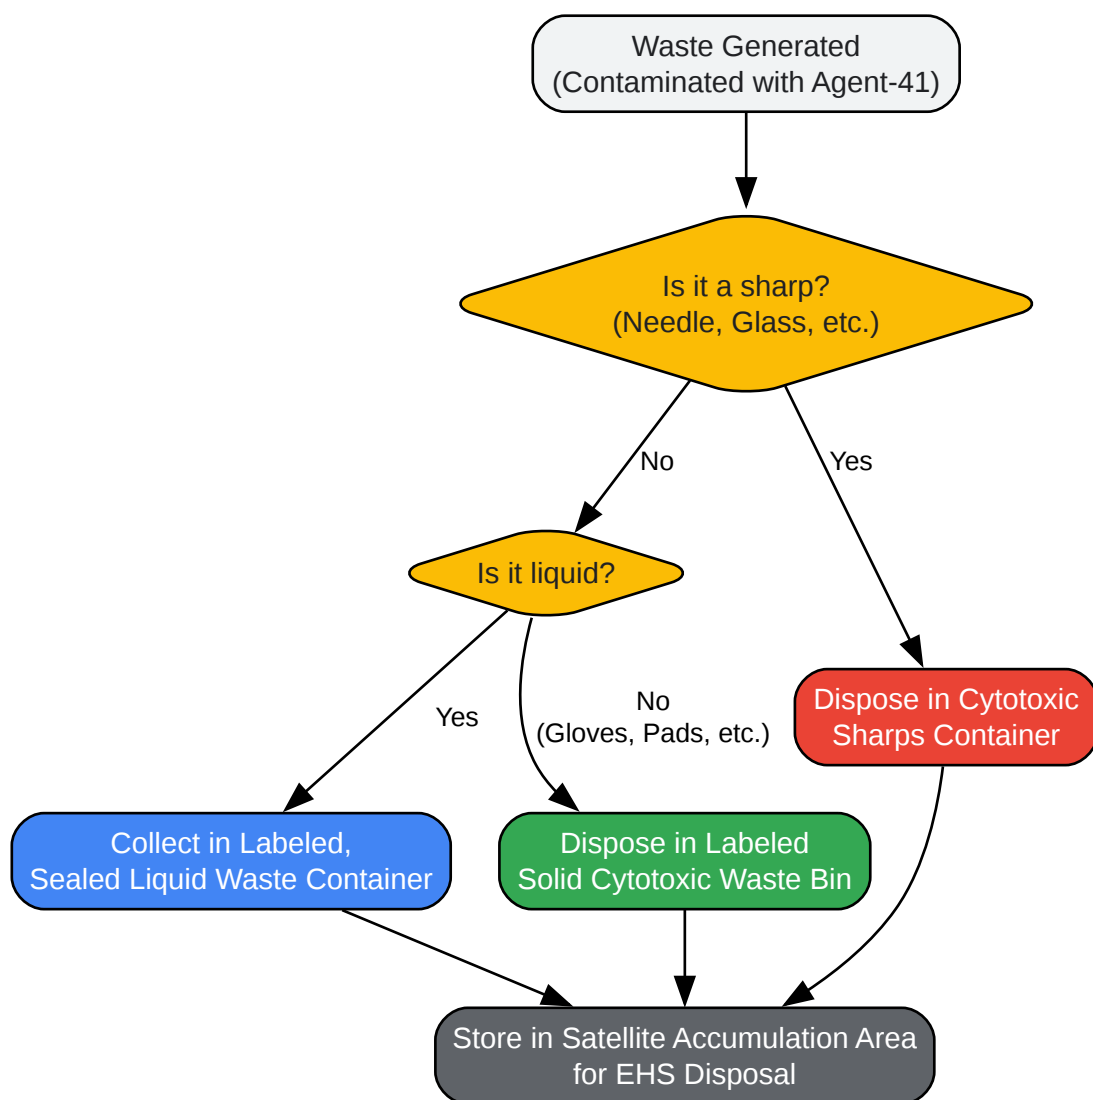 Waste Generated
(Contaminated with Agent-41)
Is it a sharp?
(Needle, Glass, etc.)
No
Yes
Is it liquid?
Yes
No
(Gloves, Pads, etc.)
Dispose in Cytotoxic
Sharps Container
Collect in Labeled,
Sealed Liquid Waste Container
Dispose in Labeled
Solid Cytotoxic Waste Bin
Store in Satellite Accumulation Area
for EHS Disposal